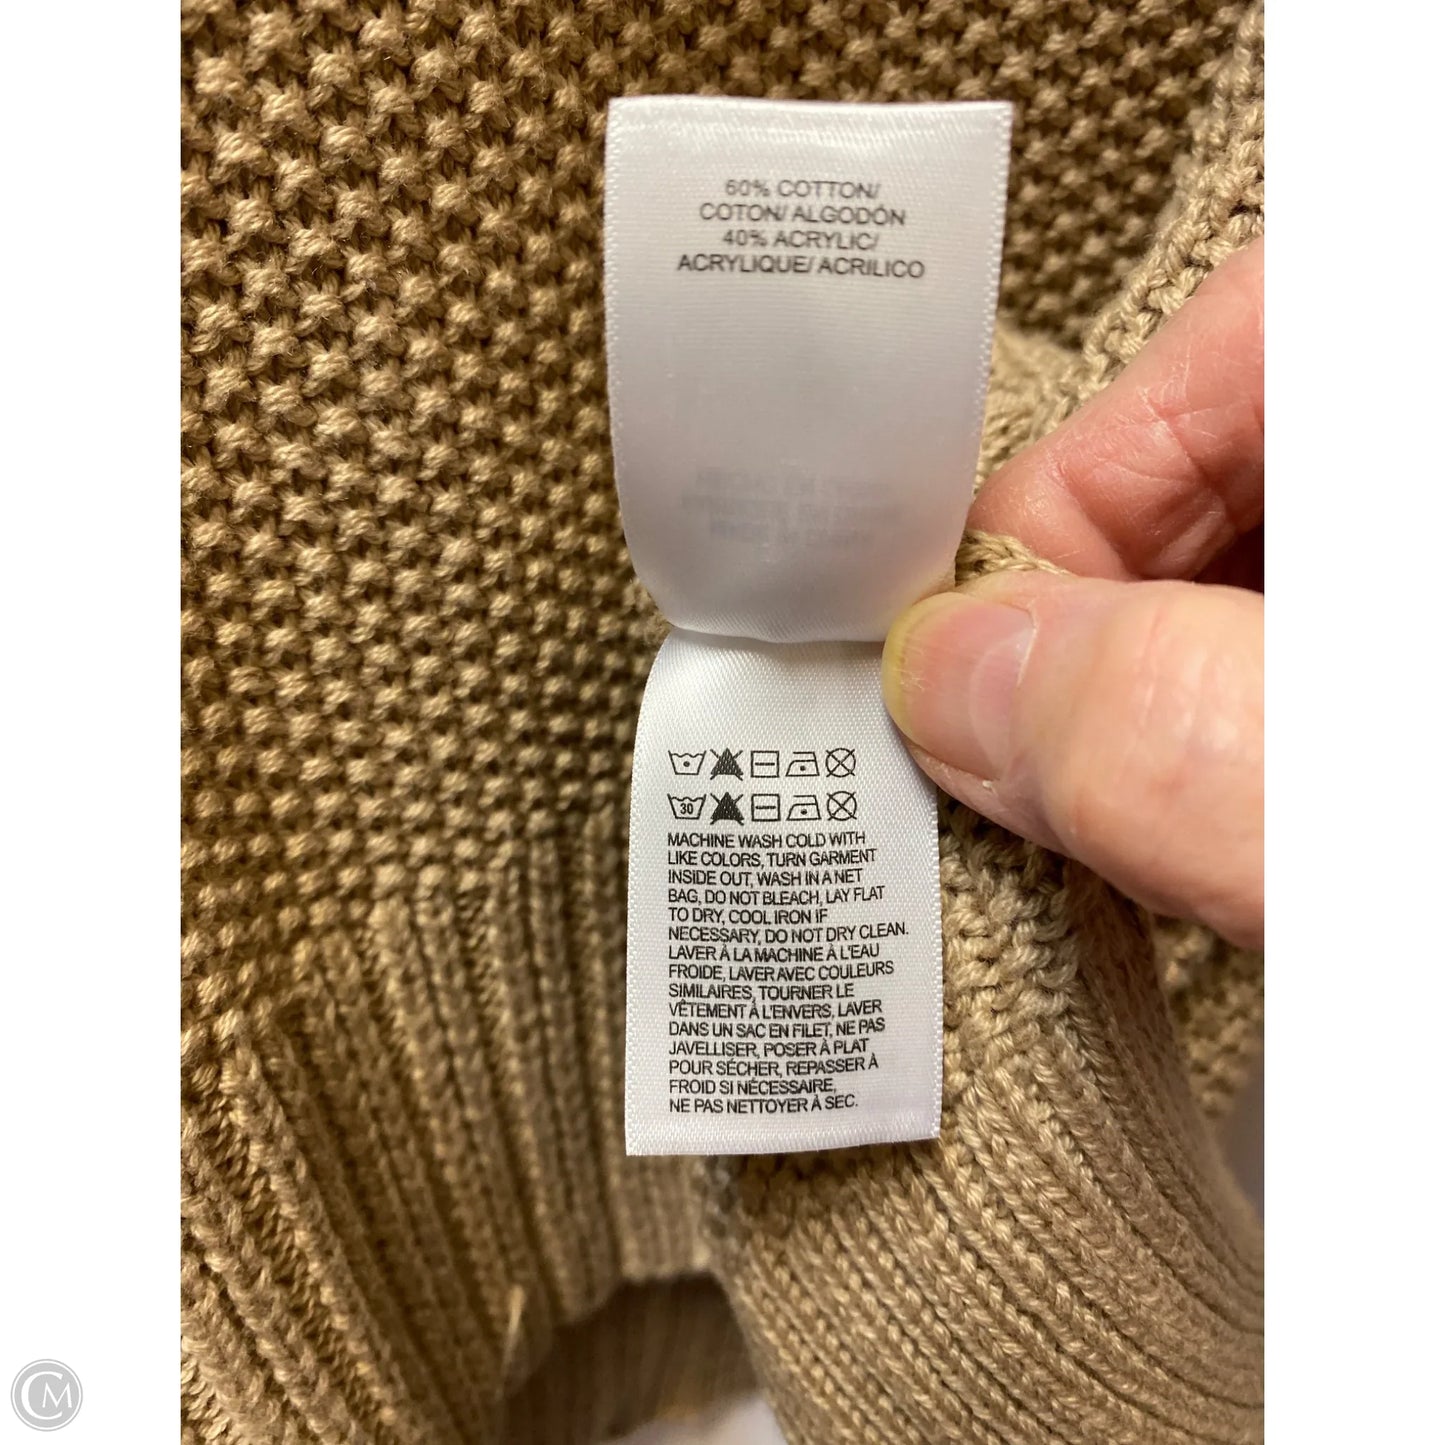 60% COTTON/
COTON/ ALGODÓN
40% ACRYLIC/
ACRYLIQUE/ ACRILICO
30
MACHINE WASH COLD WITH
LIKE COLORS, TURN GARMENT
INSIDE OUT, WASH IN A NET
BAG, DO NOT BLEACH, LAY FLAT
TO DRY, COOL IRON IF
NECESSARY, DO NOT DRY CLEAN.
LAVER À LA MACHINE À L'EAU
FROIDE, LAVER AVEC COULEURS
SIMILAIRES, TOURNER LE
VÊTEMENT À L'ENVERS, LAVER
DANS UN SAC EN FILET, NE PAS
JAVELLISER, POSER À PLAT
POUR SÉCHER, REPASSER À
FROID SI NÉCESSAIRE,
NE PAS NETTOYER À SEC.
CM